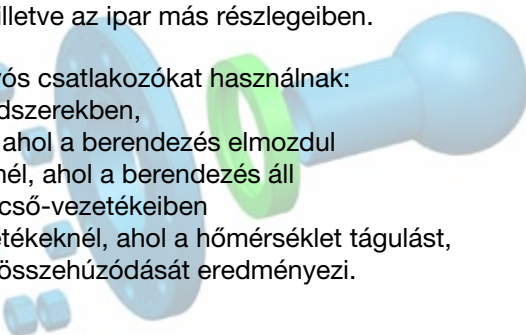 illetve az ipar más részlegeiben.
ós csatlakozókat használnak:
dszerekben,
ahol a berendezés elmozdul
nél, ahol a berendezés áll
cső-vezetékeiben
etékeknél, ahol a hőmérséklet tágulást,
összehúzódását eredményezi.